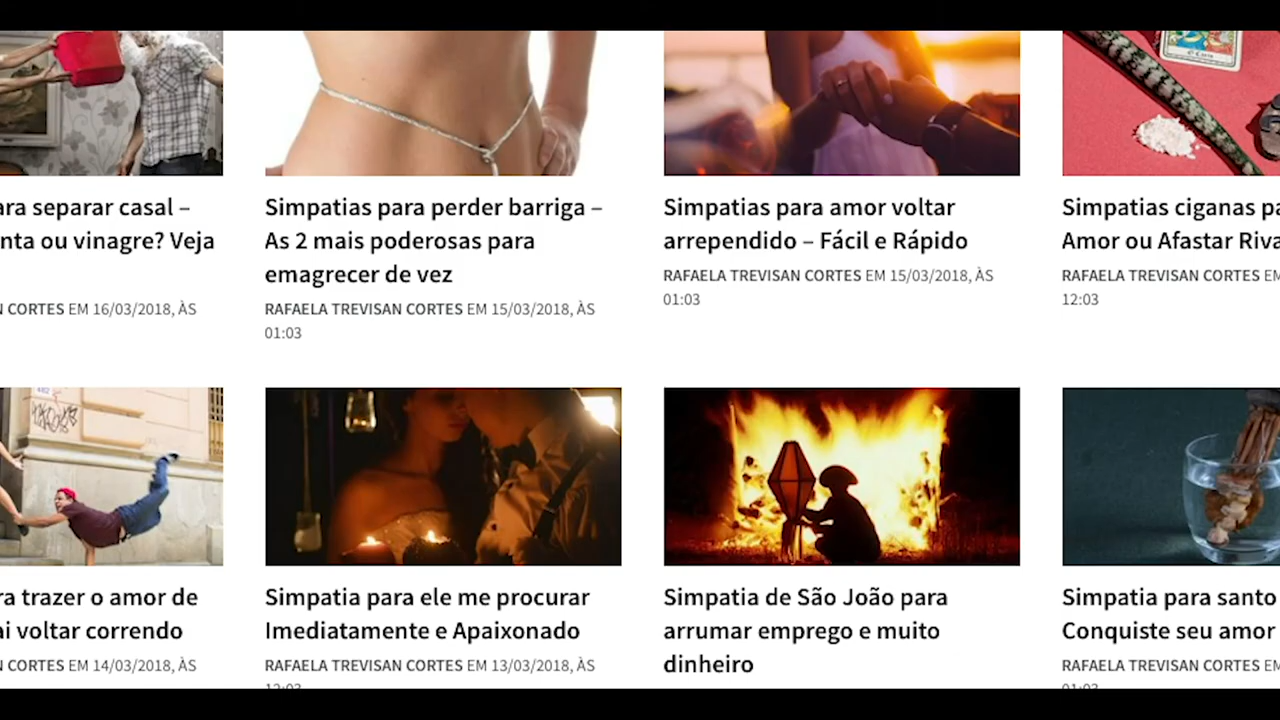 ara separar casal –
nta ou vinagre? Veja
N CORTES EM 16/03/2018, ÀS
Simpatias para perder barriga –
As 2 mais poderosas para
emagrecer de vez
RAFAELA TREVISAN CORTES EM 15/03/2018, ÀS
01:03
Simpatias para amor voltar
arrependido – Fácil e Rápido
RAFAELA TREVISAN CORTES EM 15/03/2018, ÀS
01:03
Simpatias ciganas pa
Amor ou Afastar Riva
RAFAELA TREVISAN CORTES EM
12:03
ra trazer o amor de
ai voltar correndo
N CORTES EM 14/03/2018, ÀS
Simpatia para ele me procurar
Imediatamente e Apaixonado
RAFAELA TREVISAN CORTES EM 13/03/2018, ÀS
12:03
Simpatia de São João para
arrumar emprego e muito
dinheiro
Simpatia para santo
Conquiste seu amor
RAFAELA TREVISAN CORTES EM
01:03